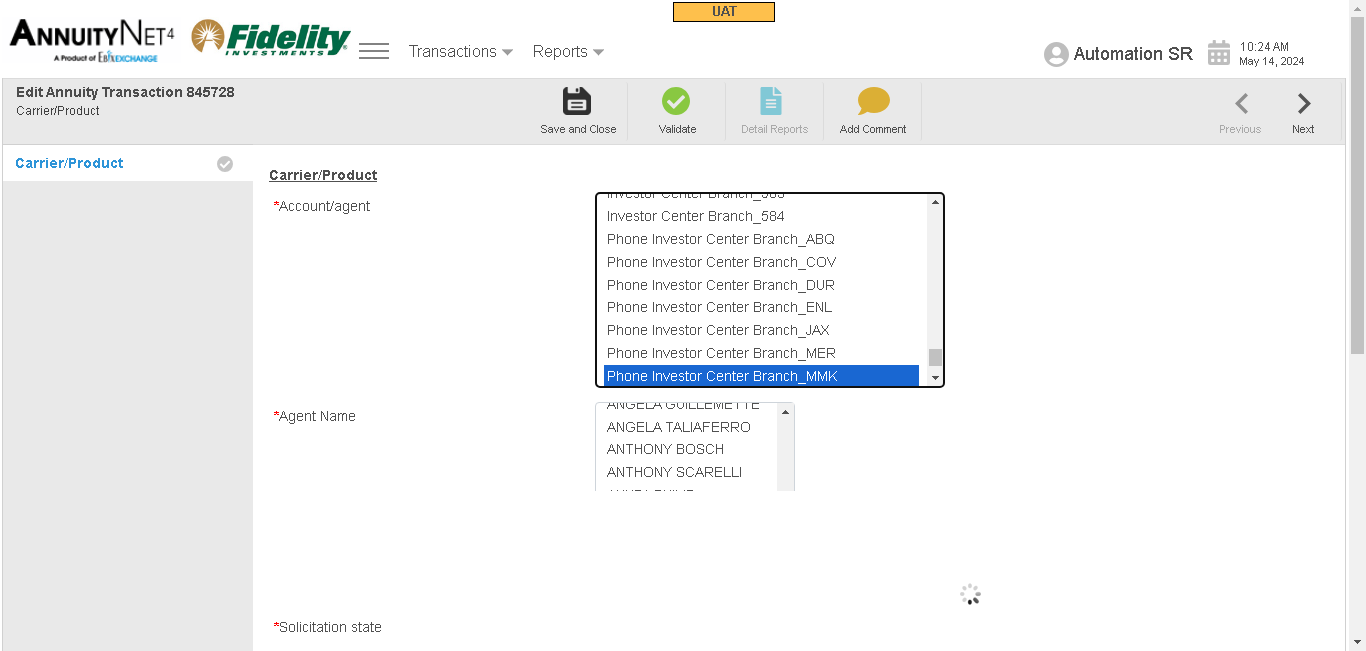 UAT
ANNUITYNET4
A Product of EBIXEXCHANGE
Fidelity
INVESTMENTS
Transactions
Reports
Automation SR
10:24 AM
May 14, 2024
Edit Annuity Transaction 845728
Carrier/Product
Save and Close
Validate
Detail Reports
Add Comment
Previous
Next
Carrier/Product
Carrier/Product
*Account/agent
Investor Center Branch_583
Investor Center Branch_584
Phone Investor Center Branch_ABQ
Phone Investor Center Branch_COV
Phone Investor Center Branch_DUR
Phone Investor Center Branch_ENL
Phone Investor Center Branch_JAX
Phone Investor Center Branch_MER
Phone Investor Center Branch_MMK
*Agent Name
ANGELA GUILLEMETTE
ANGELA TALIAFERRO
ANTHONY BOSCH
ANTHONY SCARELLI
*Solicitation state